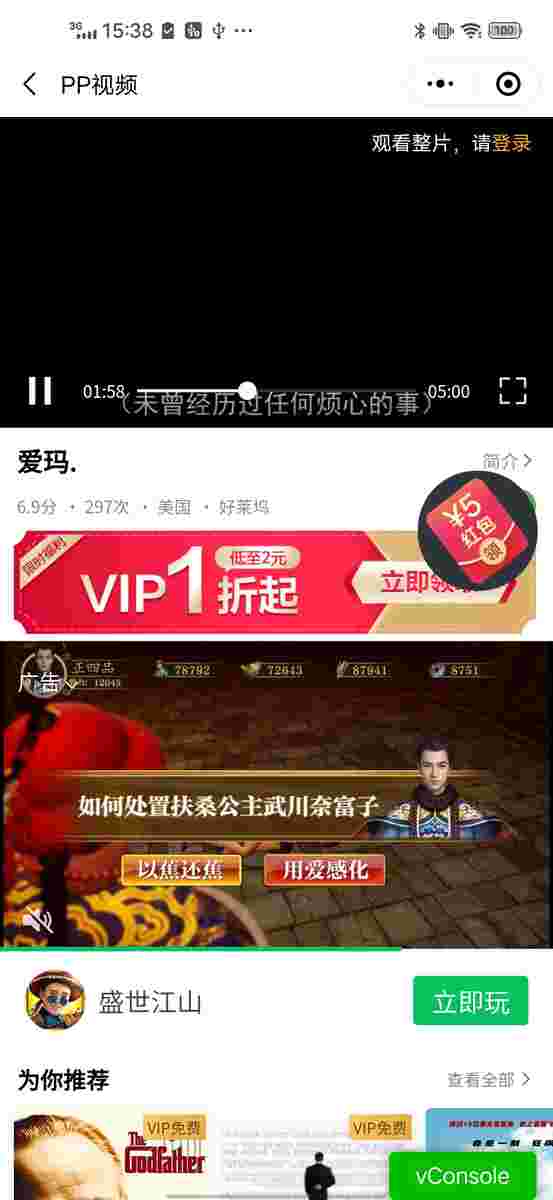 3G 15:38 100
PP视频
观看整片，请登录
01:58 05:00
（未曾经历过任何烦心的事）
爱玛.
简介
6.9分 · 297次 · 美国 · 好莱坞
限时福利
VIP1折起
低至2元
立即领
¥5
红包
领
正四品
78792 72643 87941 8751
广告
12845
如何处置扶桑公主武川奈富子
以蕉还蕉 用爱感化
盛世江山
立即玩
为你推荐
查看全部
VIP免费 VIP免费
The Godfather
vConsole